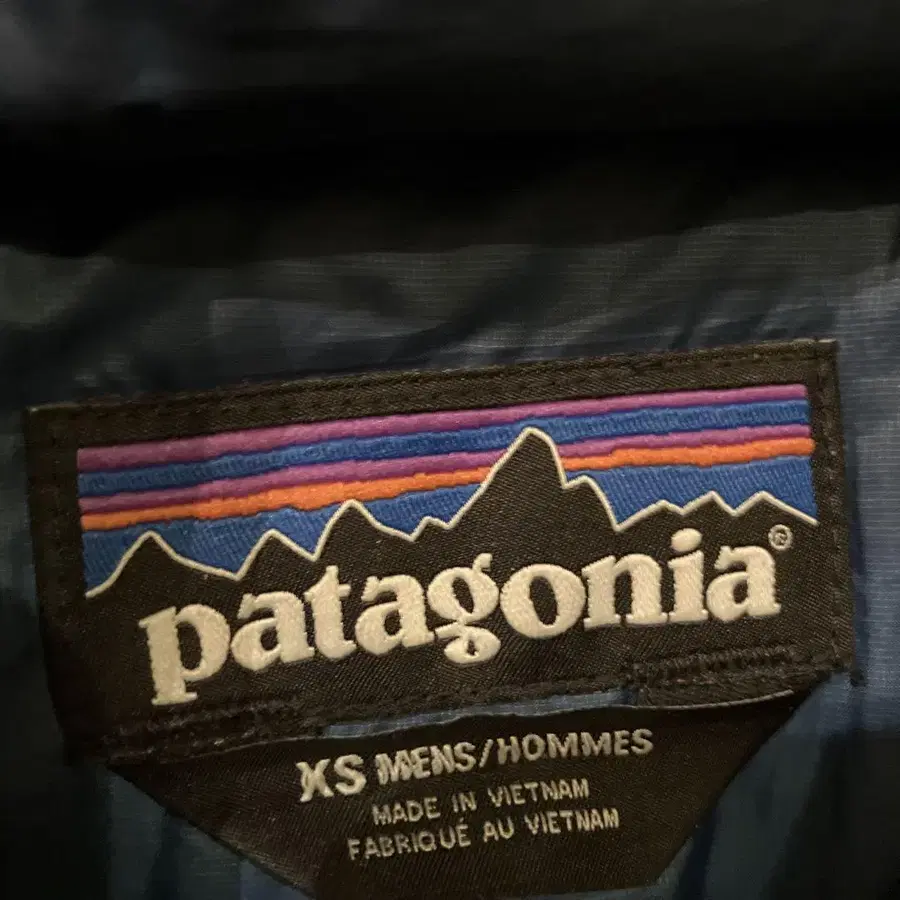 patagonia®
XS MENS/HOMMES
MADE IN VIETNAM
FABRIQUÉ AU VIETNAM